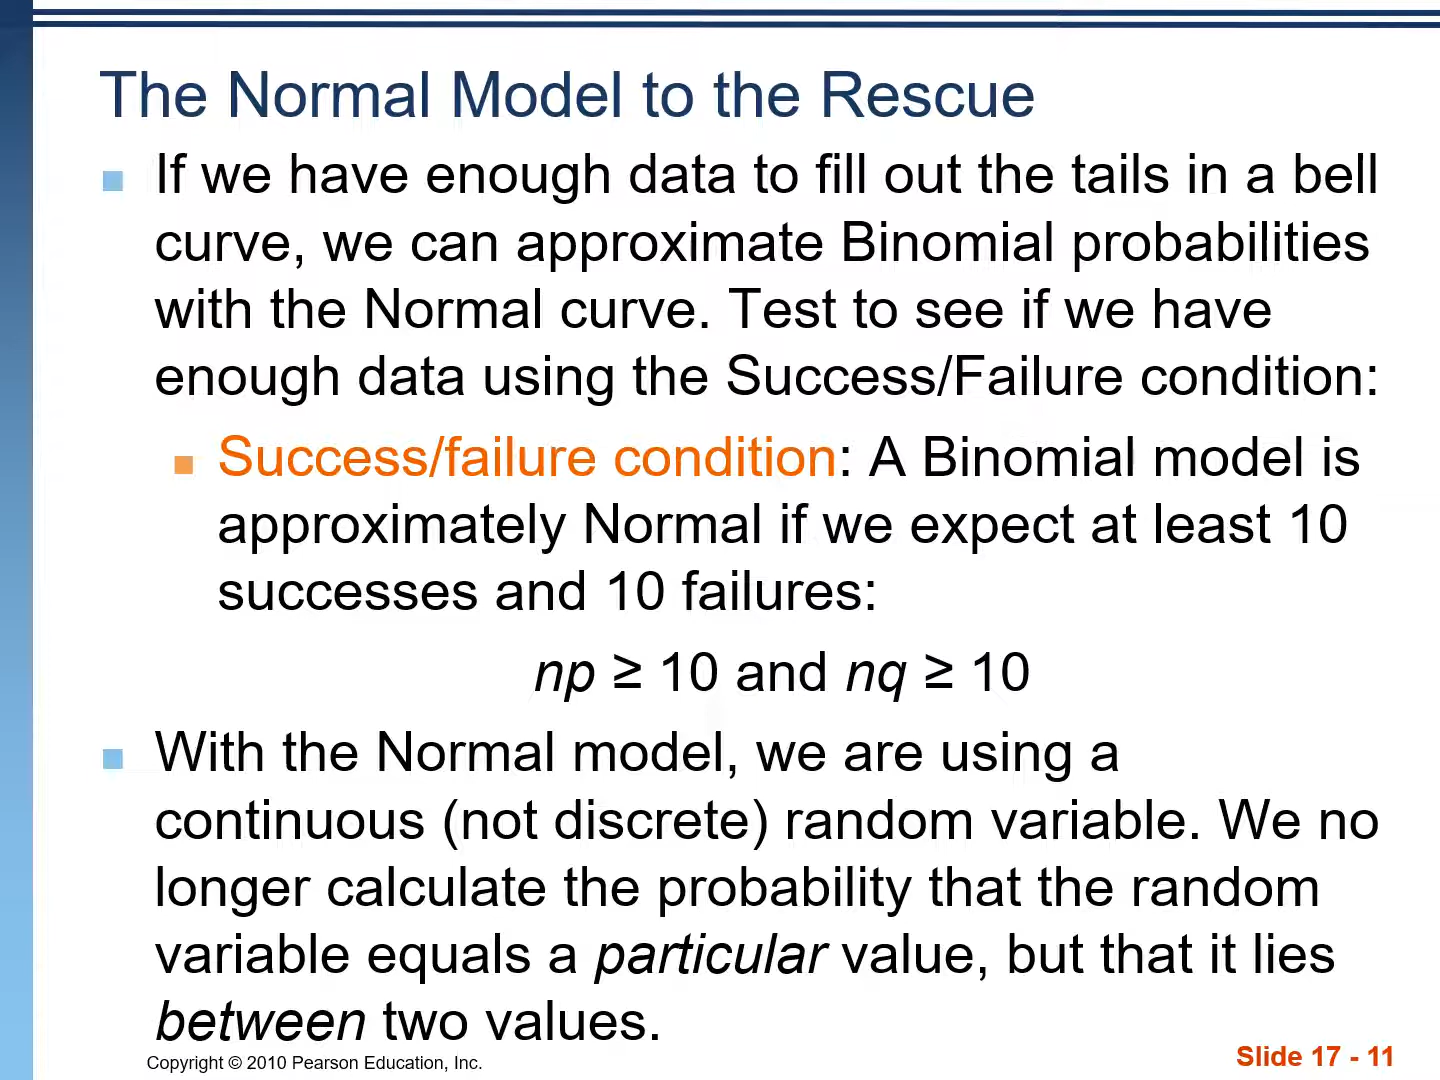 The Normal Model to the Rescue
If we have enough data to fill out the tails in a bell
curve, we can approximate Binomial probabilities
with the Normal curve. Test to see if we have
enough data using the Success/Failure condition:
Success/failure condition: A Binomial model is
approximately Normal if we expect at least 10
successes and 10 failures:
np ≥ 10 and nq ≥ 10
With the Normal model, we are using a
continuous (not discrete) random variable. We no
longer calculate the probability that the random
variable equals a particular value, but that it lies
between two values.
Copyright © 2010 Pearson Education, Inc.
Slide 17 - 11